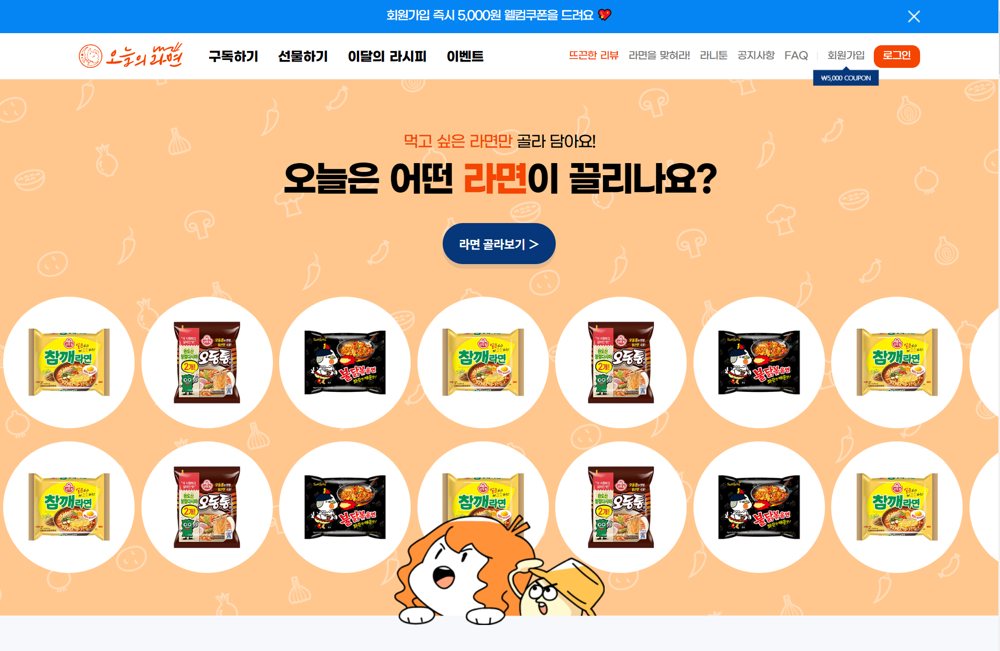 회원가입 즉시 5,000원 웰컴쿠폰을 드려요
오늘의 라면
구독하기 선물하기 이달의 라시피 이벤트
뜨끈한 리뷰 라면을 맞혀라! 라니툰 공지사항 FAQ 회원가입 로그인
₩5,000 COUPON
먹고 싶은 라면만 골라 담아요!
오늘은 어떤 라면이 끌리나요?
라면 골라보기 >
참깨라면 오동통 2개! 불닭볶음면 참깨라면 오동통 2개! 불닭볶음면 참깨라면
참깨라면 오동통 2개! 불닭볶음면 참깨라면 오동통 2개! 불닭볶음면 참깨라면